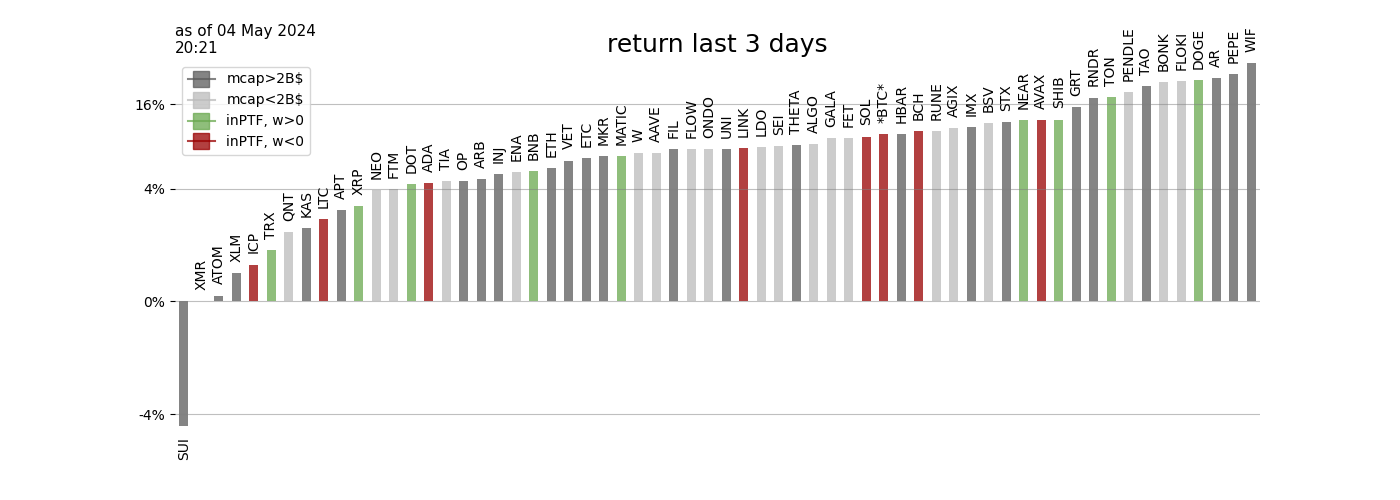 as of 04 May 2024
20:21
return last 3 days
mcap>2B$
mcap<2B$
inPTF, w>0
inPTF, w<0
16%
4%
0%
-4%
SUI
XMR
ATOM
XLM
ICP
TRX
QNT
KAS
LTC
APT
XRP
NEO
FTM
DOT
ADA
TIA
OP
ARB
INJ
ENA
BNB
ETH
VET
ETC
MKR
MATIC
W
AAVE
FIL
FLOW
ONDO
UNI
LINK
LDO
SEI
THETA
ALGO
GALA
FET
SOL
*BTC*
HBAR
BCH
RUNE
AGIX
IMX
BSV
STX
NEAR
AVAX
SHIB
GRT
RNDR
TON
PENDLE
TAO
BONK
FLOKI
DOGE
AR
PEPE
WIF